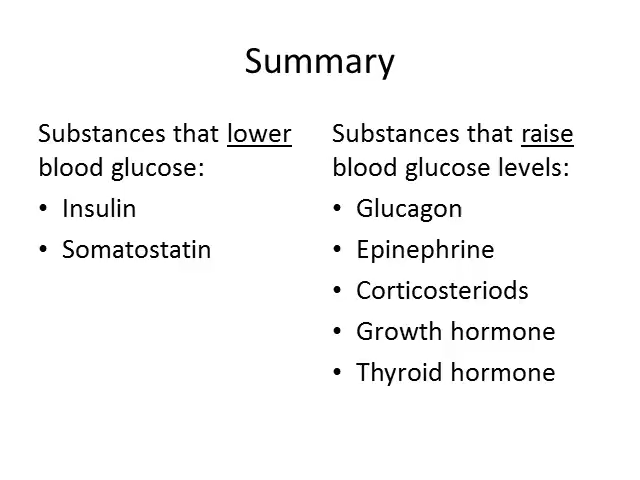 Summary
Substances that lower
blood glucose:
• Insulin
• Somatostatin
Substances that raise
blood glucose levels:
• Glucagon
• Epinephrine
• Corticosteriods
• Growth hormone
• Thyroid hormone